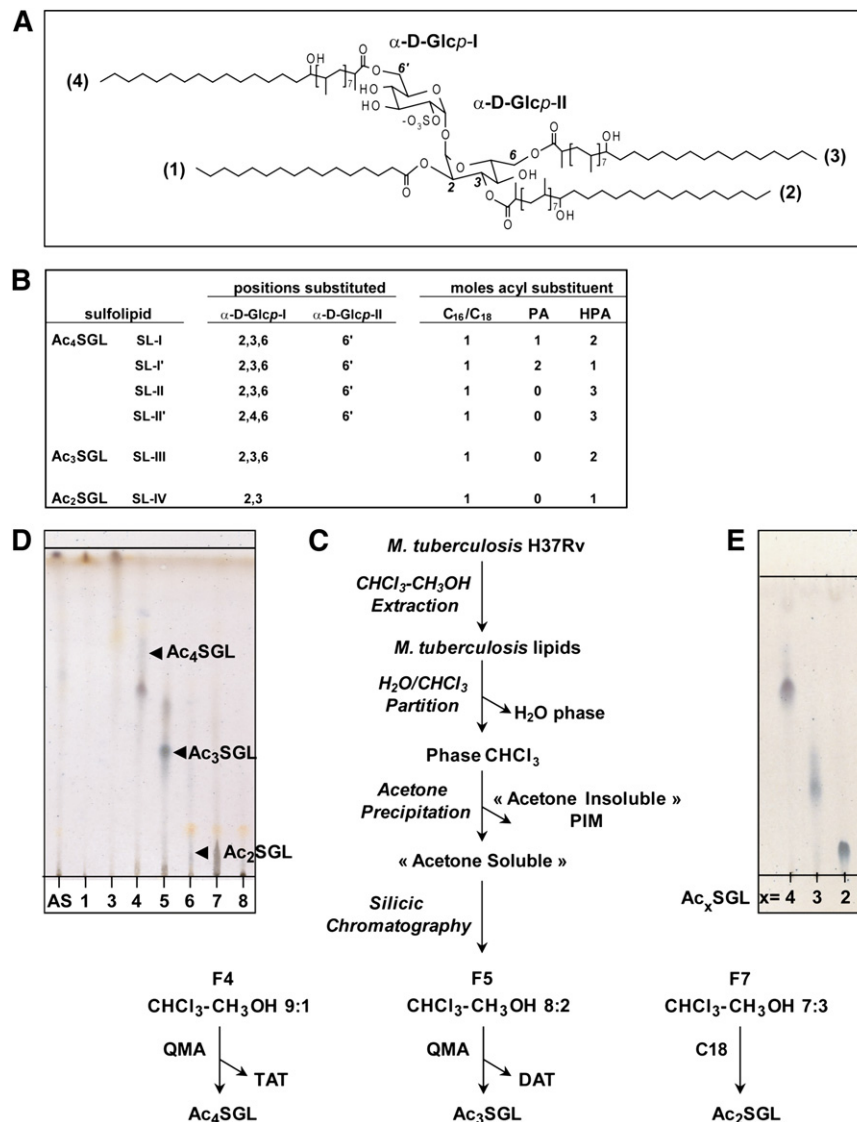 A
α-D-Glcp-I
OH
O
(4)
7
O
6'
HO
O
α-D-Glcp-II
HO
-O3SO
O
O
OH
(1)
O
6
O
7
(3)
O
2
3
OH
O
7
OH
(2)
O
B
positions substituted moles acyl substituent
sulfolipid α-D-Glcp-I α-D-Glcp-II C16/C18 PA HPA
Ac4SGL SL-I 2,3,6 6' 1 1 2
SL-I' 2,3,6 6' 1 2 1
SL-II 2,3,6 6' 1 0 3
SL-II' 2,4,6 6' 1 0 3
Ac3SGL SL-III 2,3,6 1 0 2
Ac2SGL SL-IV 2,3 1 0 1
D
Ac4SGL
Ac3SGL
Ac2SGL
AS 1 3 4 5 6 7 8
C
M. tuberculosis H37Rv
CHCl3-CH3OH
Extraction
M. tuberculosis lipids
H2O/CHCl3
Partition
H2O phase
Phase CHCl3
Acetone
Precipitation
« Acetone Insoluble »
PIM
« Acetone Soluble »
Silicic
Chromatography
E
AcxSGL x= 4 3 2
F4 F5 F7
CHCl3-CH3OH 9:1 CHCl3-CH3OH 8:2 CHCl3-CH3OH 7:3
QMA QMA C18
TAT DAT
Ac4SGL Ac3SGL Ac2SGL